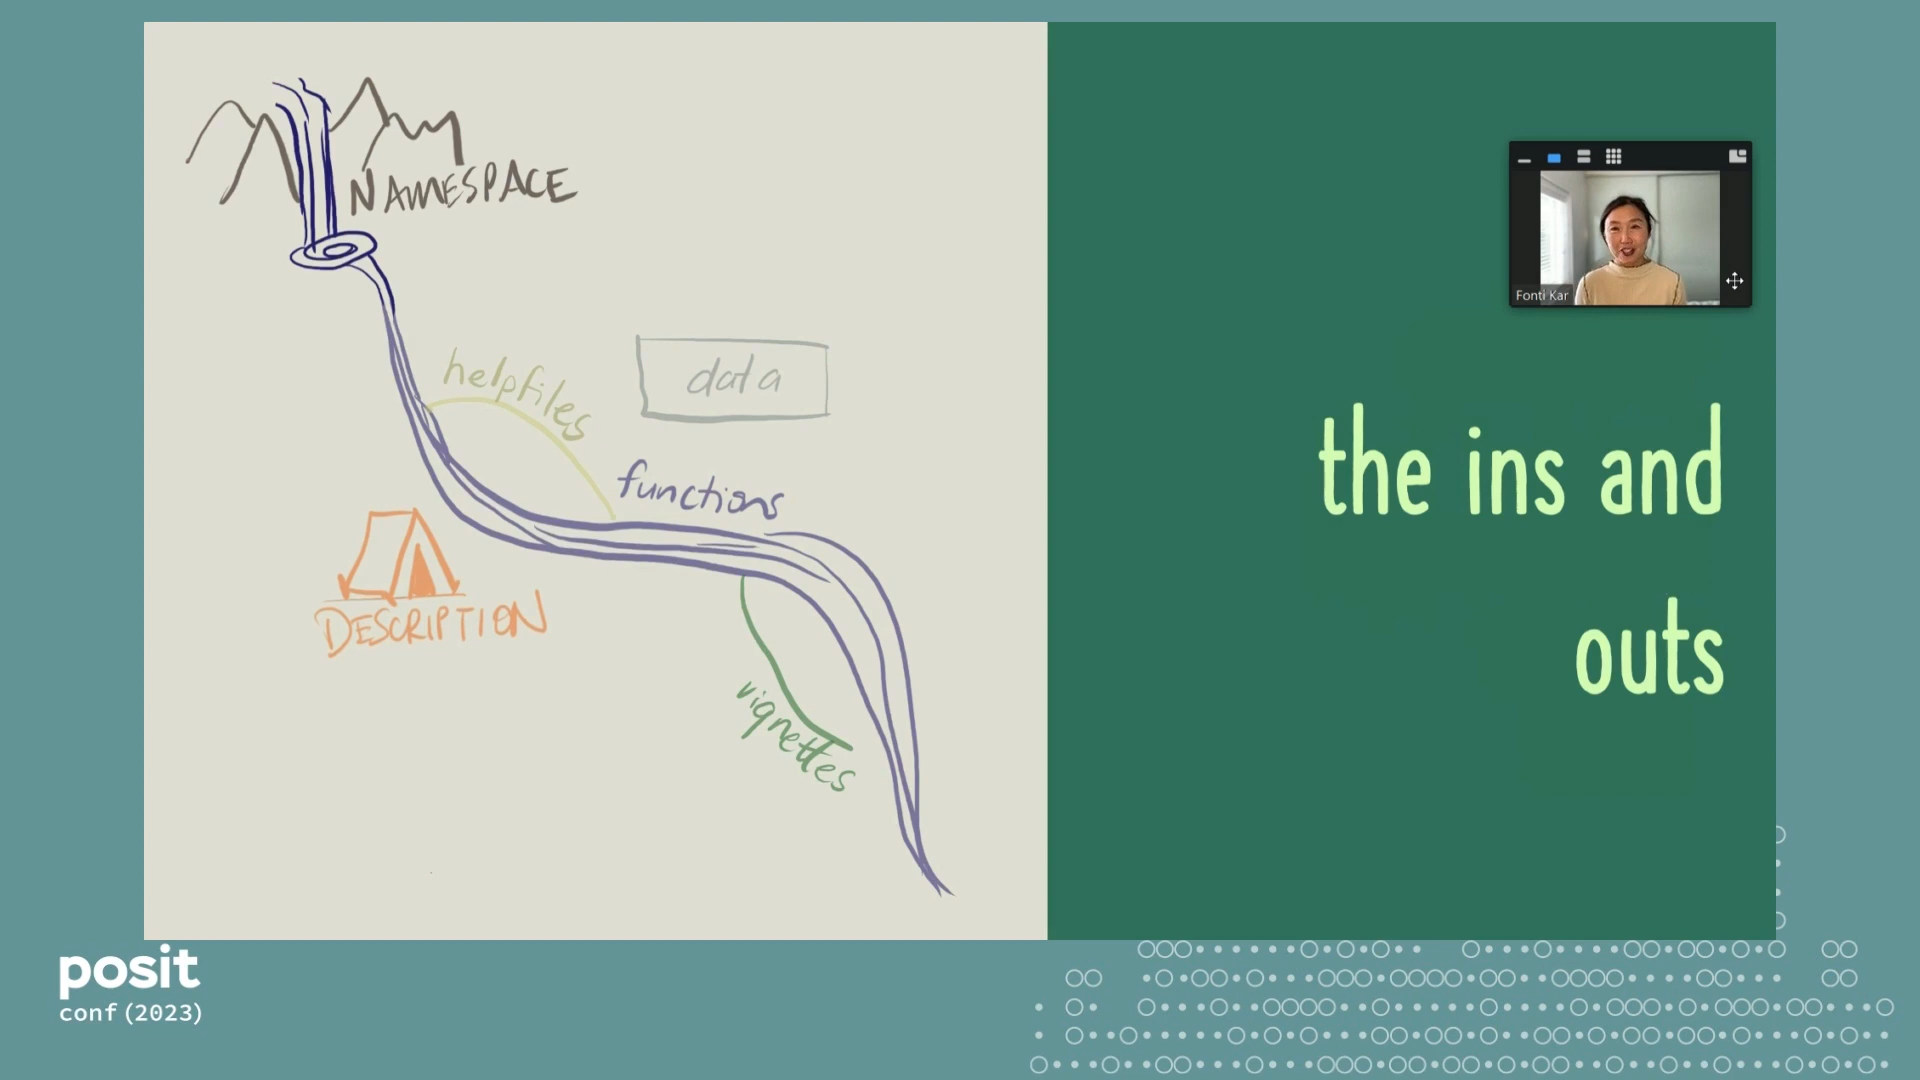 NAMESPACE
helpfiles
data
functions
DESCRIPTION
vignettes
the ins and
outs
Fonti Kar
posit
conf(2023)